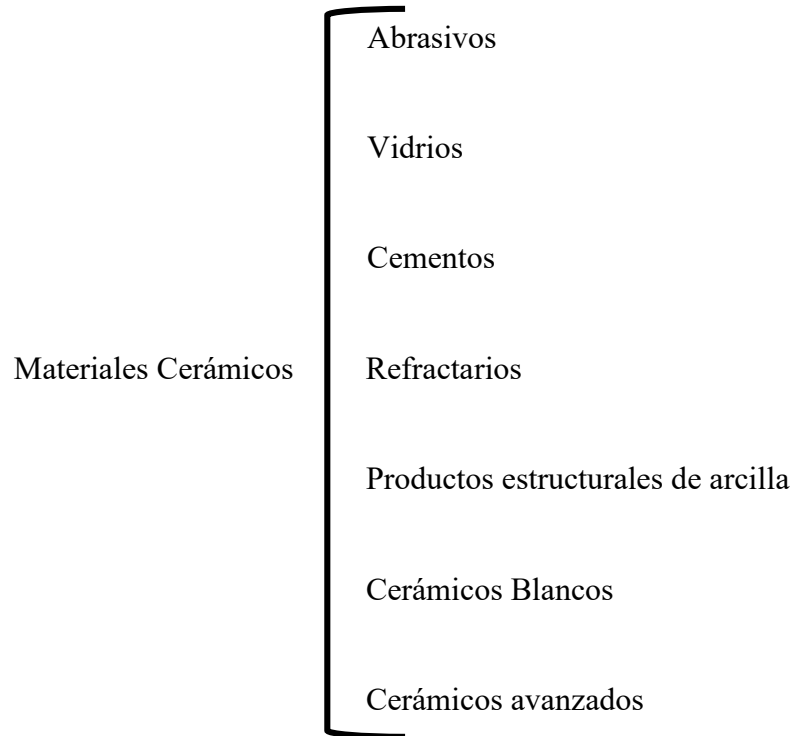 Abrasivos
Vidrios
Cementos
Materiales Cerámicos
Refractarios
Productos estructurales de arcilla
Cerámicos Blancos
Cerámicos avanzados